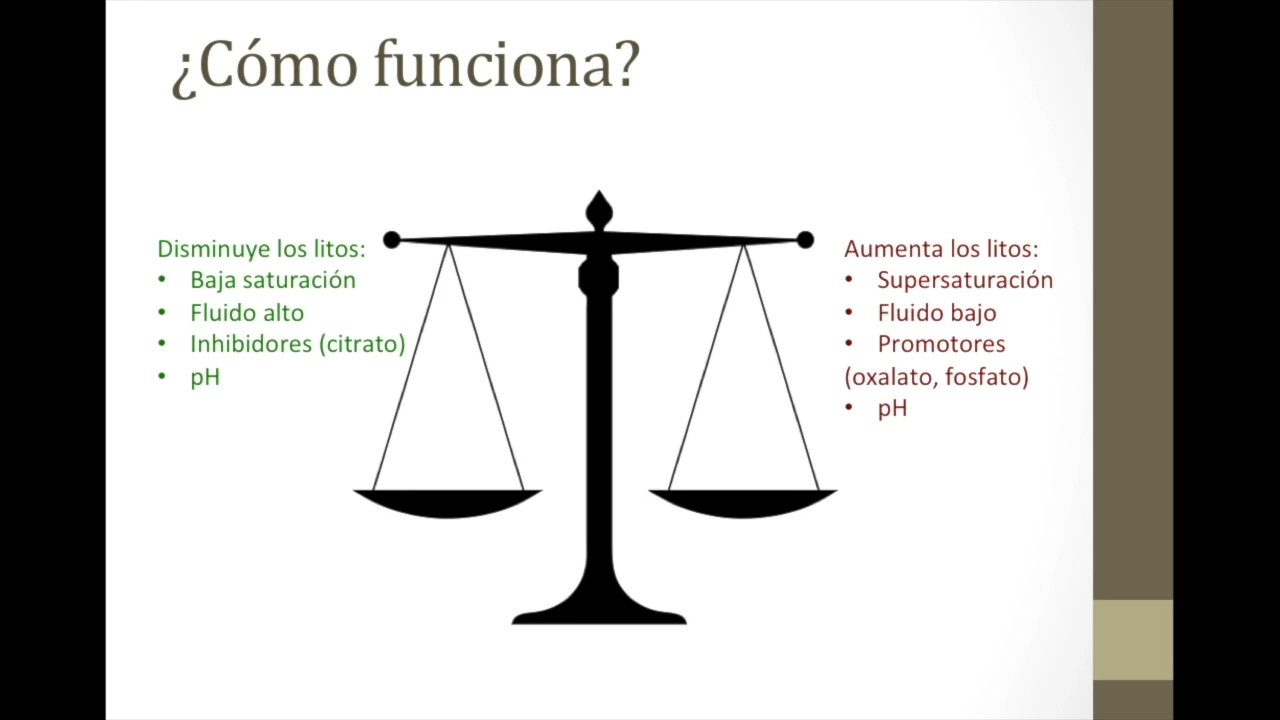 ¿Cómo funciona?
Disminuye los litos:
• Baja saturación
• Fluido alto
• Inhibidores (citrato)
• pH
Aumenta los litos:
• Supersaturación
• Fluido bajo
• Promotores
(oxalato, fosfato)
• pH